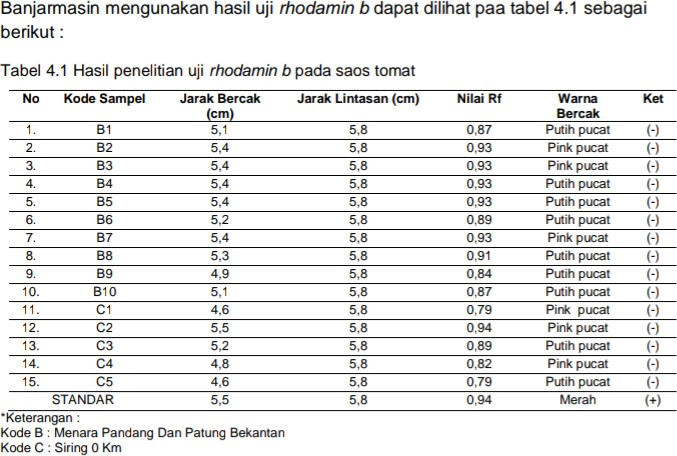 Banjarmasin mengunakan hasil uji rhodamin b dapat dilihat paa tabel 4.1 sebagai
berikut :
Tabel 4.1 Hasil penelitian uji rhodamin b pada saos tomat
No Kode Sampel Jarak Bercak (cm) Jarak Lintasan (cm) Nilai Rf Warna Bercak Ket
1. B1 5,1 5,8 0,87 Putih pucat (-)
2. B2 5,4 5,8 0,93 Pink pucat (-)
3. B3 5,4 5,8 0,93 Pink pucat (-)
4. B4 5,4 5,8 0,93 Putih pucat (-)
5. B5 5,4 5,8 0,93 Putih pucat (-)
6. B6 5,2 5,8 0,89 Putih pucat (-)
7. B7 5,4 5,8 0,93 Pink pucat (-)
8. B8 5,3 5,8 0,91 Putih pucat (-)
9. B9 4,9 5,8 0,84 Putih pucat (-)
10. B10 5,1 5,8 0,87 Putih pucat (-)
11. C1 4,6 5,8 0,79 Pink pucat (-)
12. C2 5,5 5,8 0,94 Pink pucat (-)
13. C3 5,2 5,8 0,89 Putih pucat (-)
14. C4 4,8 5,8 0,82 Pink pucat (-)
15. C5 4,6 5,8 0,79 Putih pucat (-)
STANDAR 5,5 5,8 0,94 Merah (+)
*Keterangan :
Kode B : Menara Pandang Dan Patung Bekantan
Kode C : Siring 0 Km